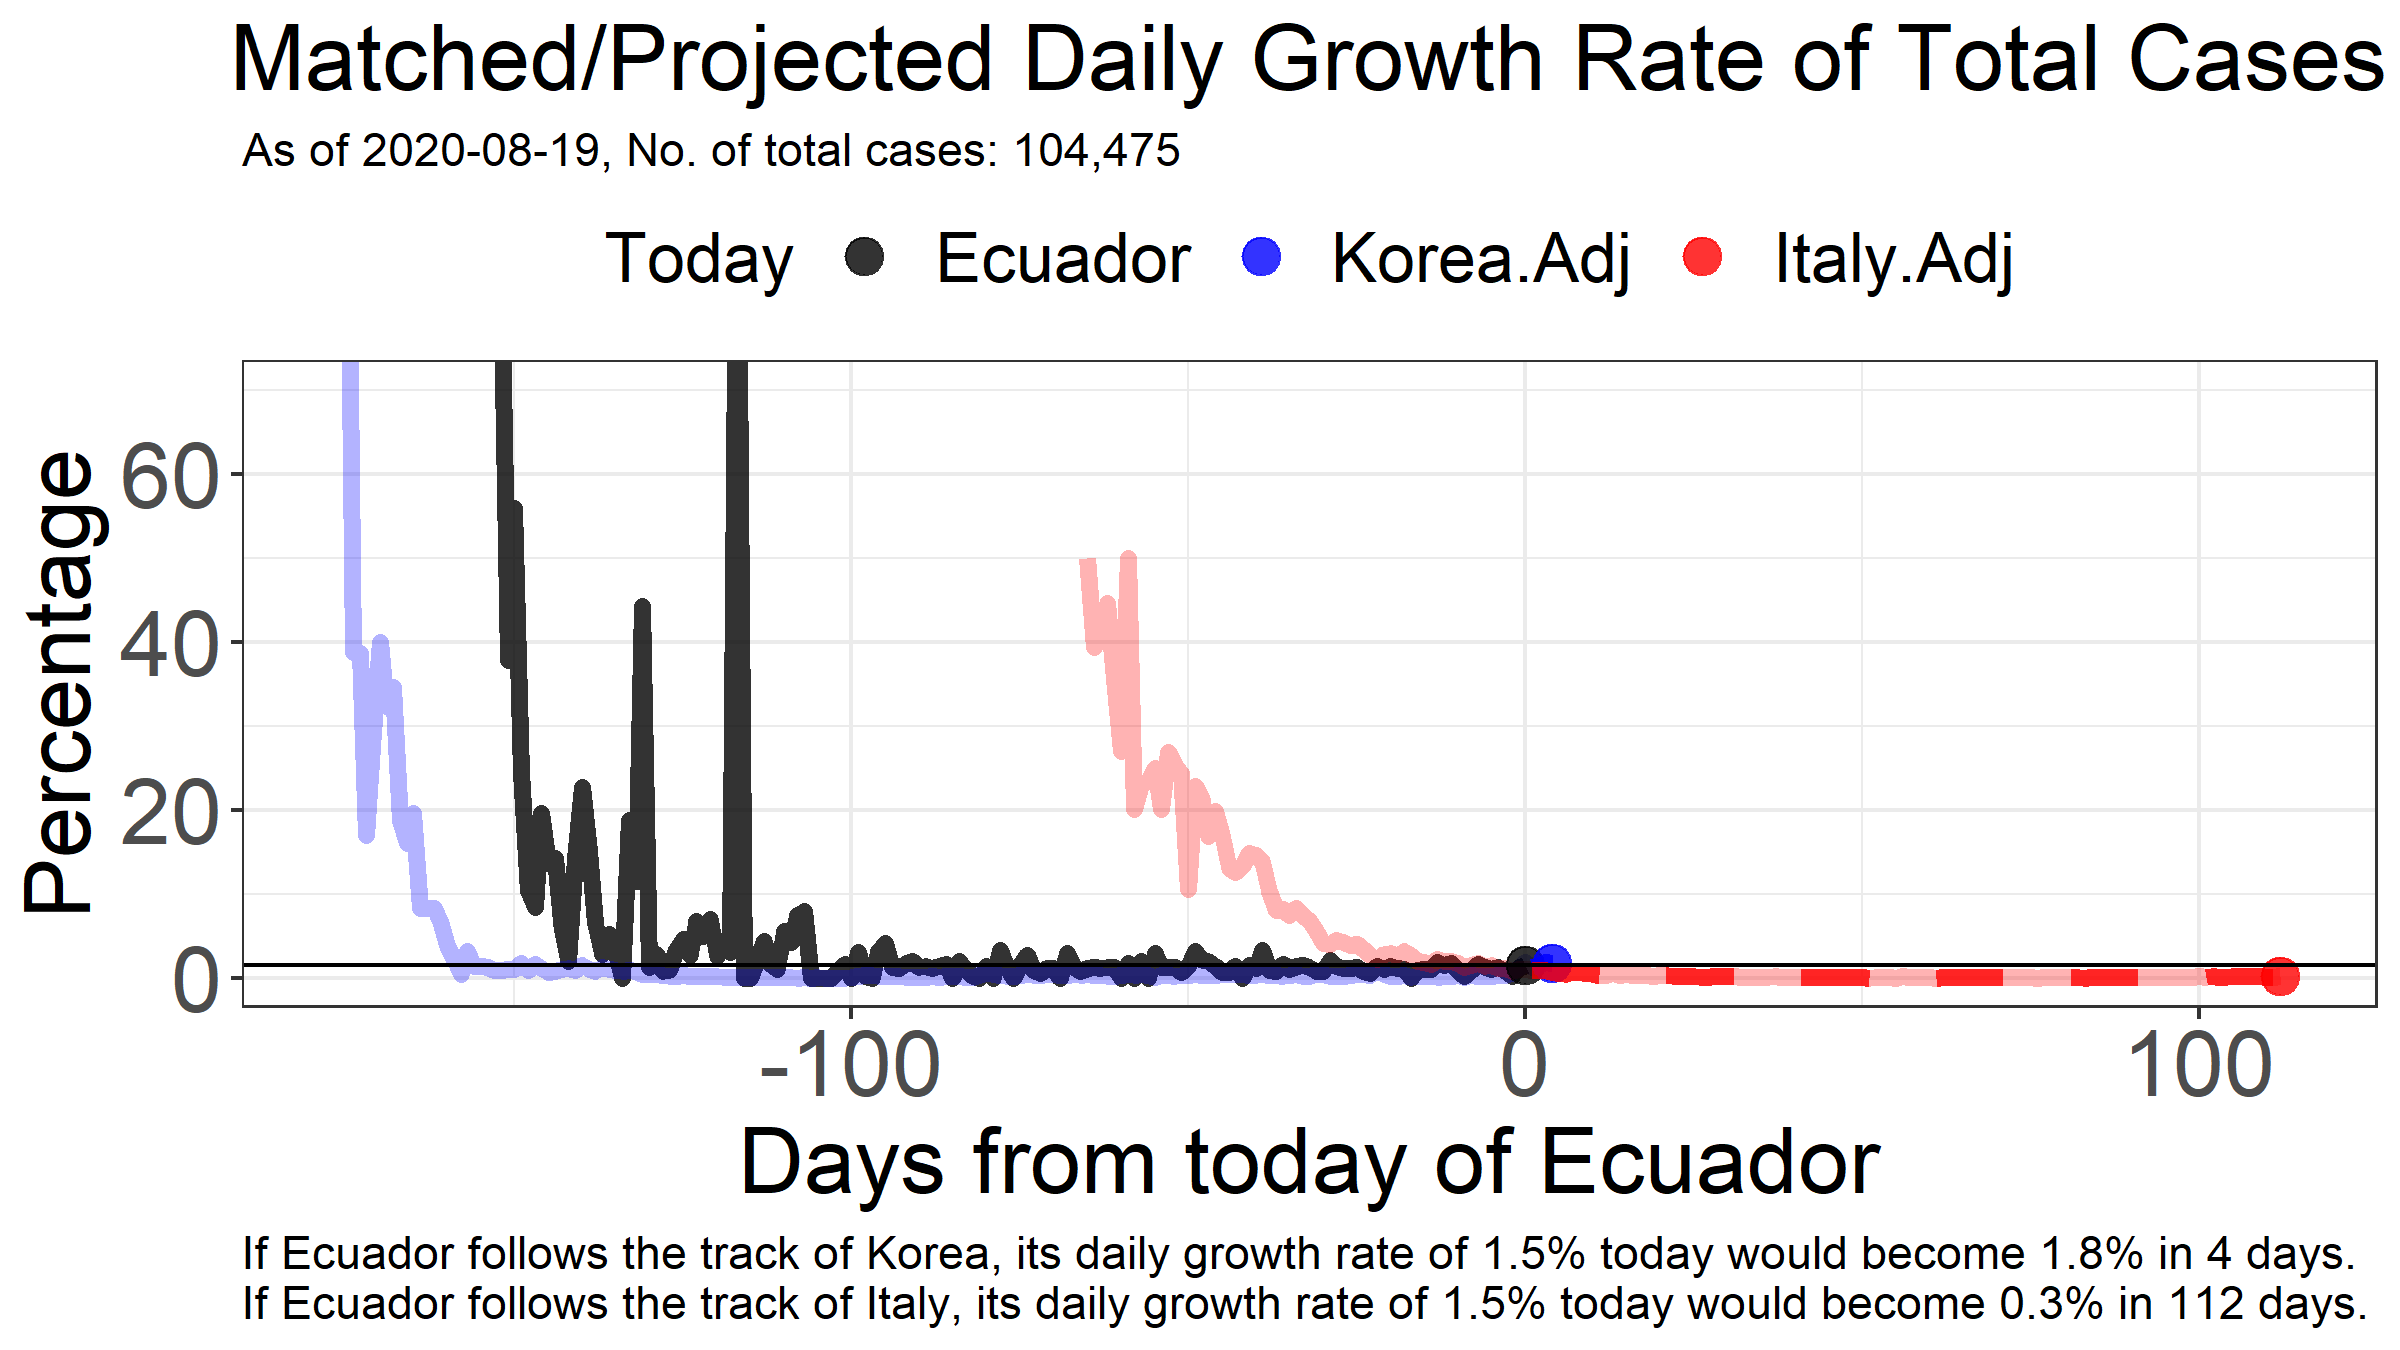 Matched/Projected Daily Growth Rate of Total Cases
As of 2020-08-19, No. of total cases: 104,475
Today Ecuador Korea.Adj Italy.Adj
Percentage
60
40
20
0
-100 0 100
Days from today of Ecuador
If Ecuador follows the track of Korea, its daily growth rate of 1.5% today would become 1.8% in 4 days.
If Ecuador follows the track of Italy, its daily growth rate of 1.5% today would become 0.3% in 112 days.